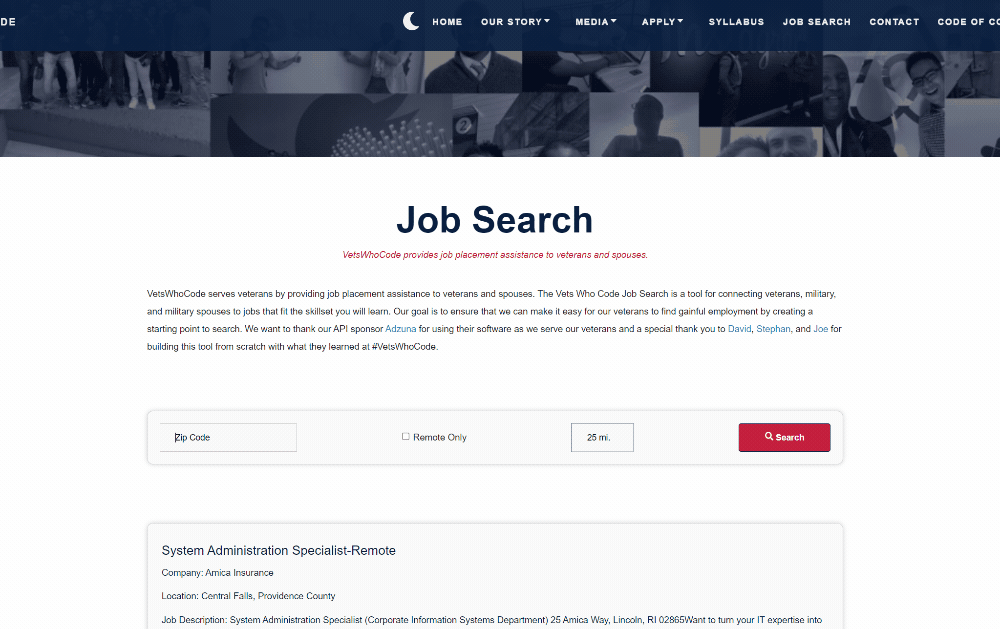 DE
HOME OUR STORY MEDIA APPLY SYLLABUS JOB SEARCH CONTACT CODE OF CO
Job Search
VetsWhoCode provides job placement assistance to veterans and spouses.
VetsWhoCode serves veterans by providing job placement assistance to veterans and spouses. The Vets Who Code Job Search is a tool for connecting veterans, military,
and military spouses to jobs that fit the skillset you will learn. Our goal is to ensure that we can make it easy for our veterans to find gainful employment by creating a
starting point to search. We want to thank our API sponsor Adzuna for using their software as we serve our veterans and a special thank you to David, Stephan, and Joe for
building this tool from scratch with what they learned at #VetsWhoCode.
Zip Code Remote Only 25 mi. Search
System Administration Specialist-Remote
Company: Amica Insurance
Location: Central Falls, Providence County
Job Description: System Administration Specialist (Corporate Information Systems Department) 25 Amica Way, Lincoln, RI 02865Want to turn your IT expertise into